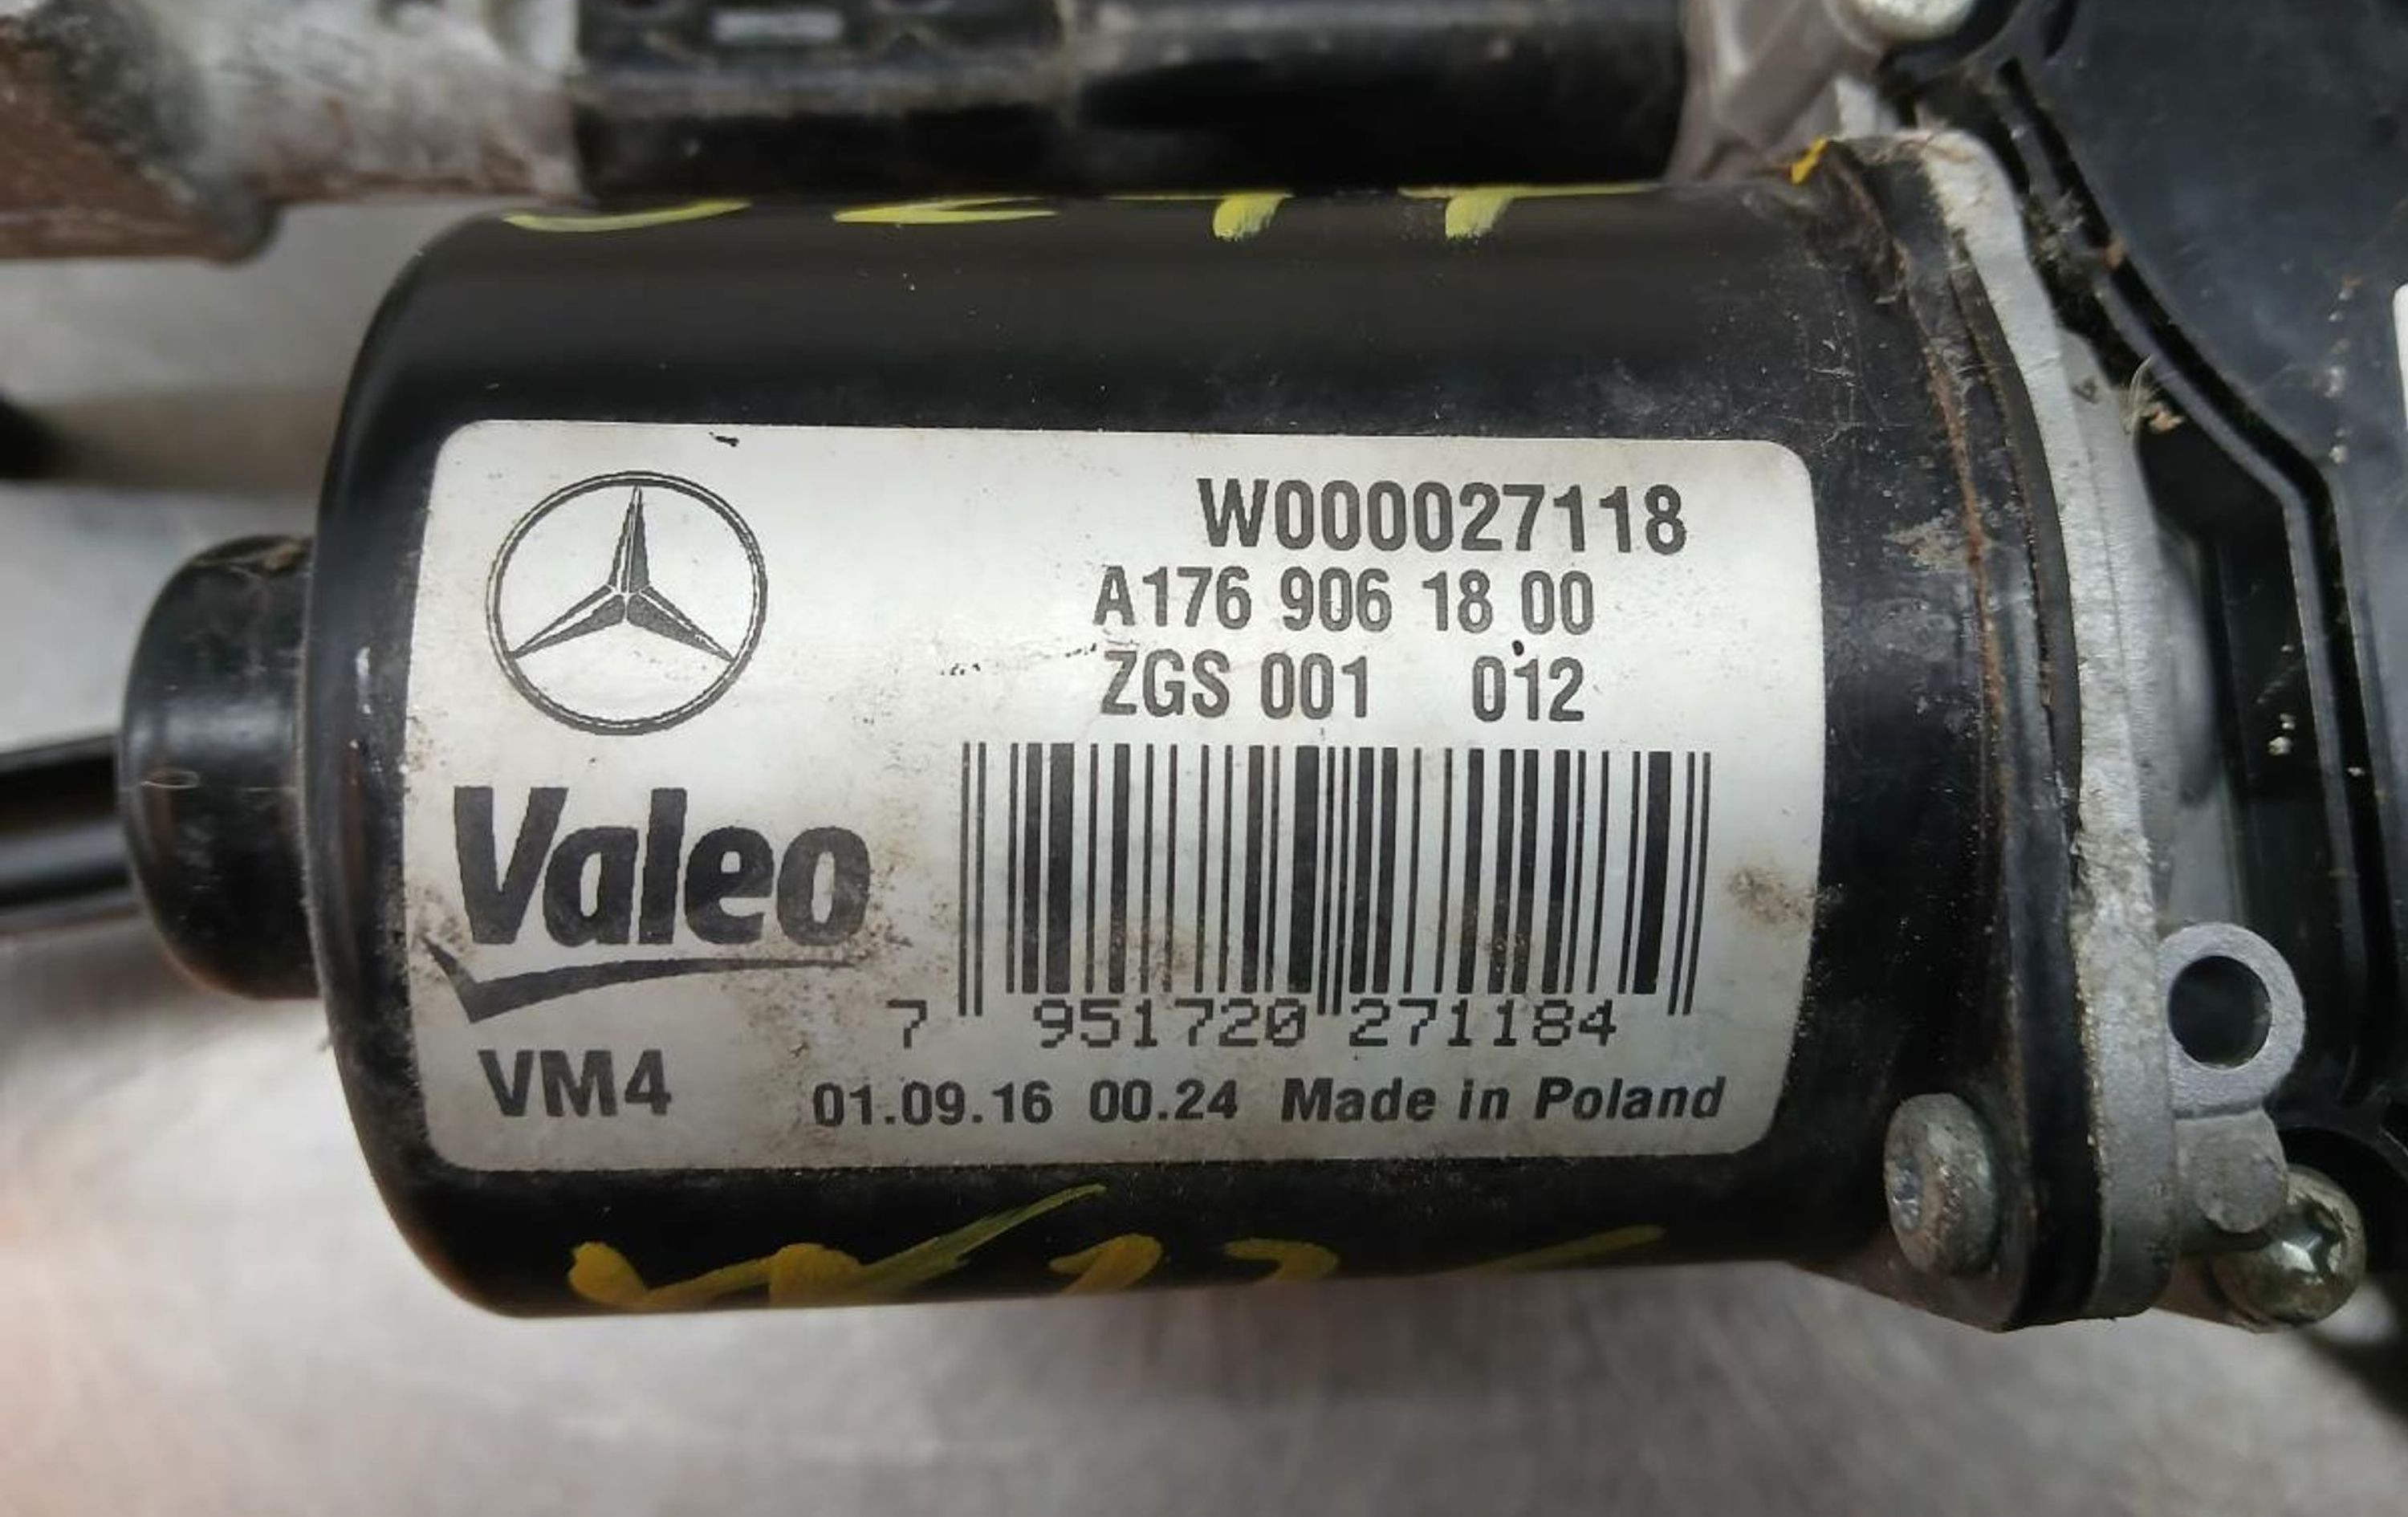 W000027118
A176 906 18 00
ZGS 001 012
Valeo
7 951720 271184
VM4
01.09.16 00.24 Made in Poland